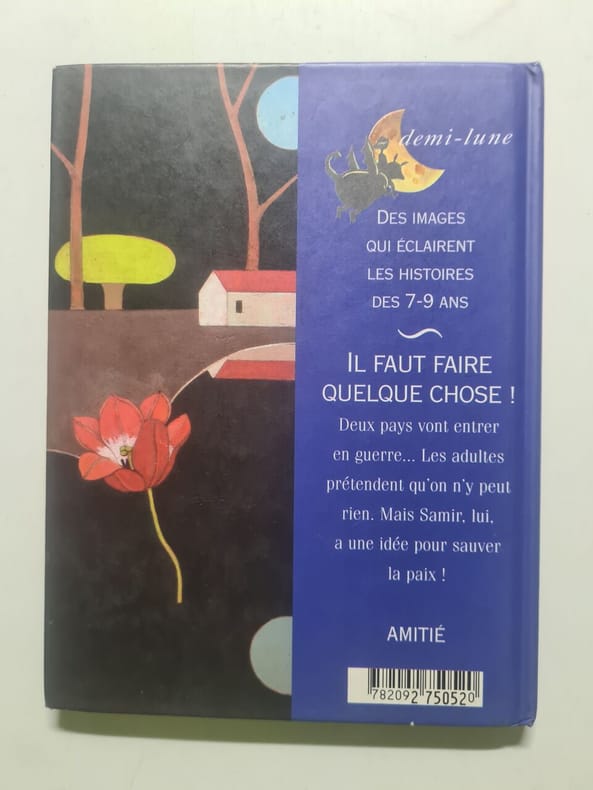 demi-lune
DES IMAGES
QUI ÉCLAIRENT
LES HISTOIRES
DES 7-9 ANS
IL FAUT FAIRE
QUELQUE CHOSE !
Deux pays vont entrer
en guerre... Les adultes
prétendent qu'on n'y peut
rien. Mais Samir, lui,
a une idée pour sauver
la paix !
AMITIÉ
782092 750520